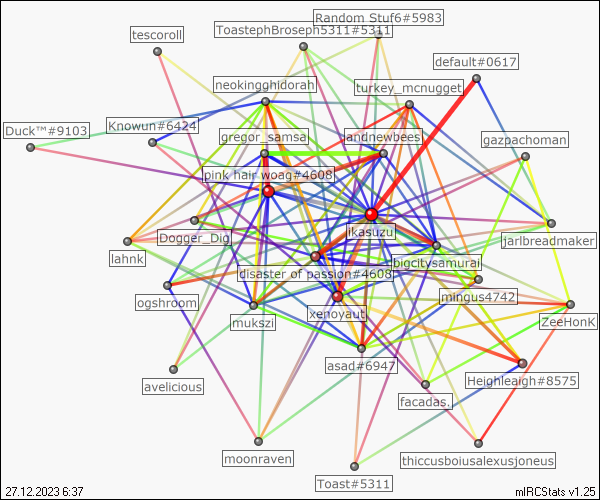 Random Stuf6#5983
ToastephBroseph5311#5311
tescoroll
default#0617
neokingghidorah
turkey_mcnugget
Knowun#6424
Duck™#9103
gregor_samsa
andnewbees
gazpachoman
pink hair woag#4608
ikasuzu
Dogger_Dig
jarlbreadmaker
lahnk
bigcitysamurai
disaster of passion#4608
ogshroom
mingus4742
mukszi
xenoyaut
ZeeHonK
asad#6947
avelicious
Heighleaigh#8575
facadas.
moonraven
thiccusboiusalexusjoneus
Toast#5311
27.12.2023 6:37
mIRCStats v1.25